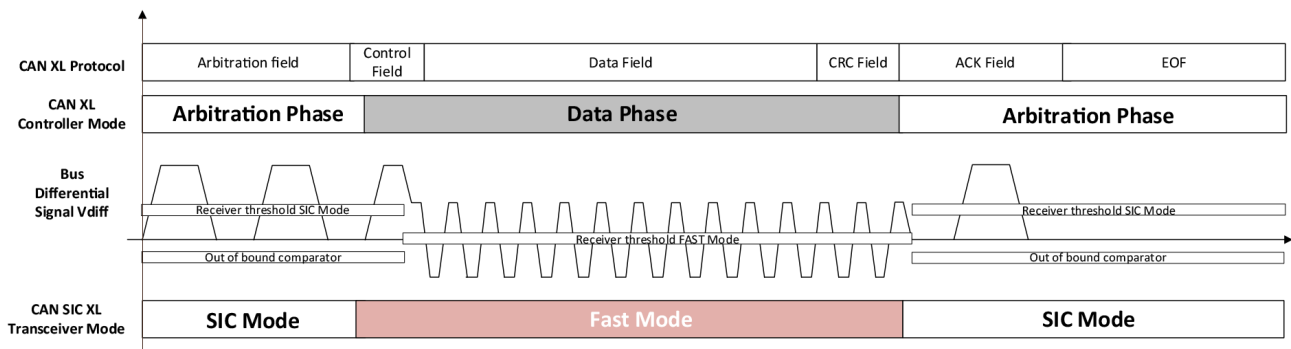 CAN XL Protocol
Arbitration field
Control
Field
Data Field
CRC Field
ACK Field
EOF
CAN XL
Controller Mode
Arbitration Phase
Data Phase
Arbitration Phase
Bus
Differential
Signal Vdiff
Receiver threshold SIC Mode
Receiver threshold SIC Mode
Receiver threshold FAST Mode
Out of bound comparator
Out of bound comparator
CAN SIC XL
Transceiver Mode
SIC Mode
Fast Mode
SIC Mode